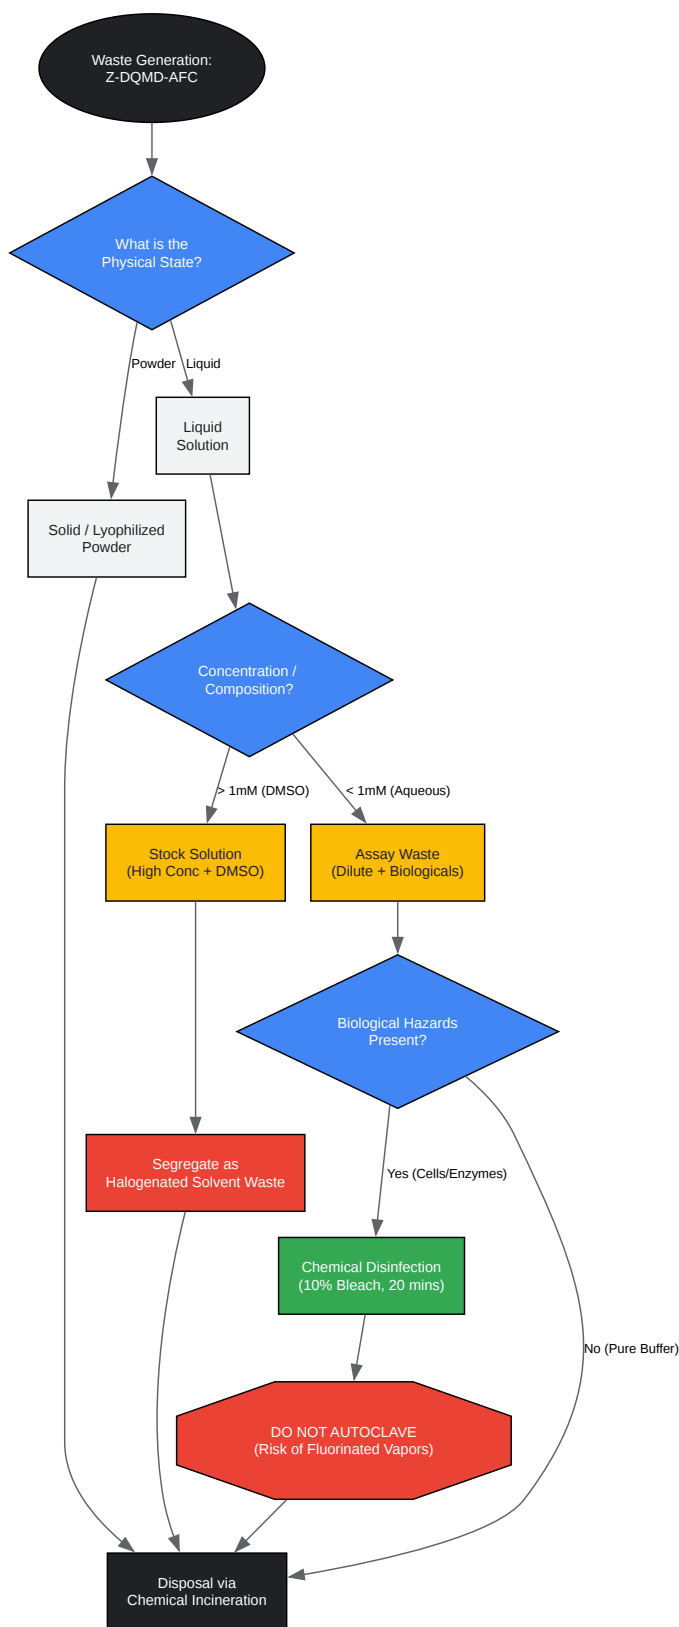 Waste Generation:
Z-DQMD-AFC
What is the
Physical State?
Powder
Liquid
Liquid
Solution
Solid / Lyophilized
Powder
Concentration /
Composition?
> 1mM (DMSO)
< 1mM (Aqueous)
Stock Solution
(High Conc + DMSO)
Assay Waste
(Dilute + Biologicals)
Biological Hazards
Present?
Segregate as
Halogenated Solvent Waste
Yes (Cells/Enzymes)
Chemical Disinfection
(10% Bleach, 20 mins)
No (Pure Buffer)
DO NOT AUTOCLAVE
(Risk of Fluorinated Vapors)
Disposal via
Chemical Incineration